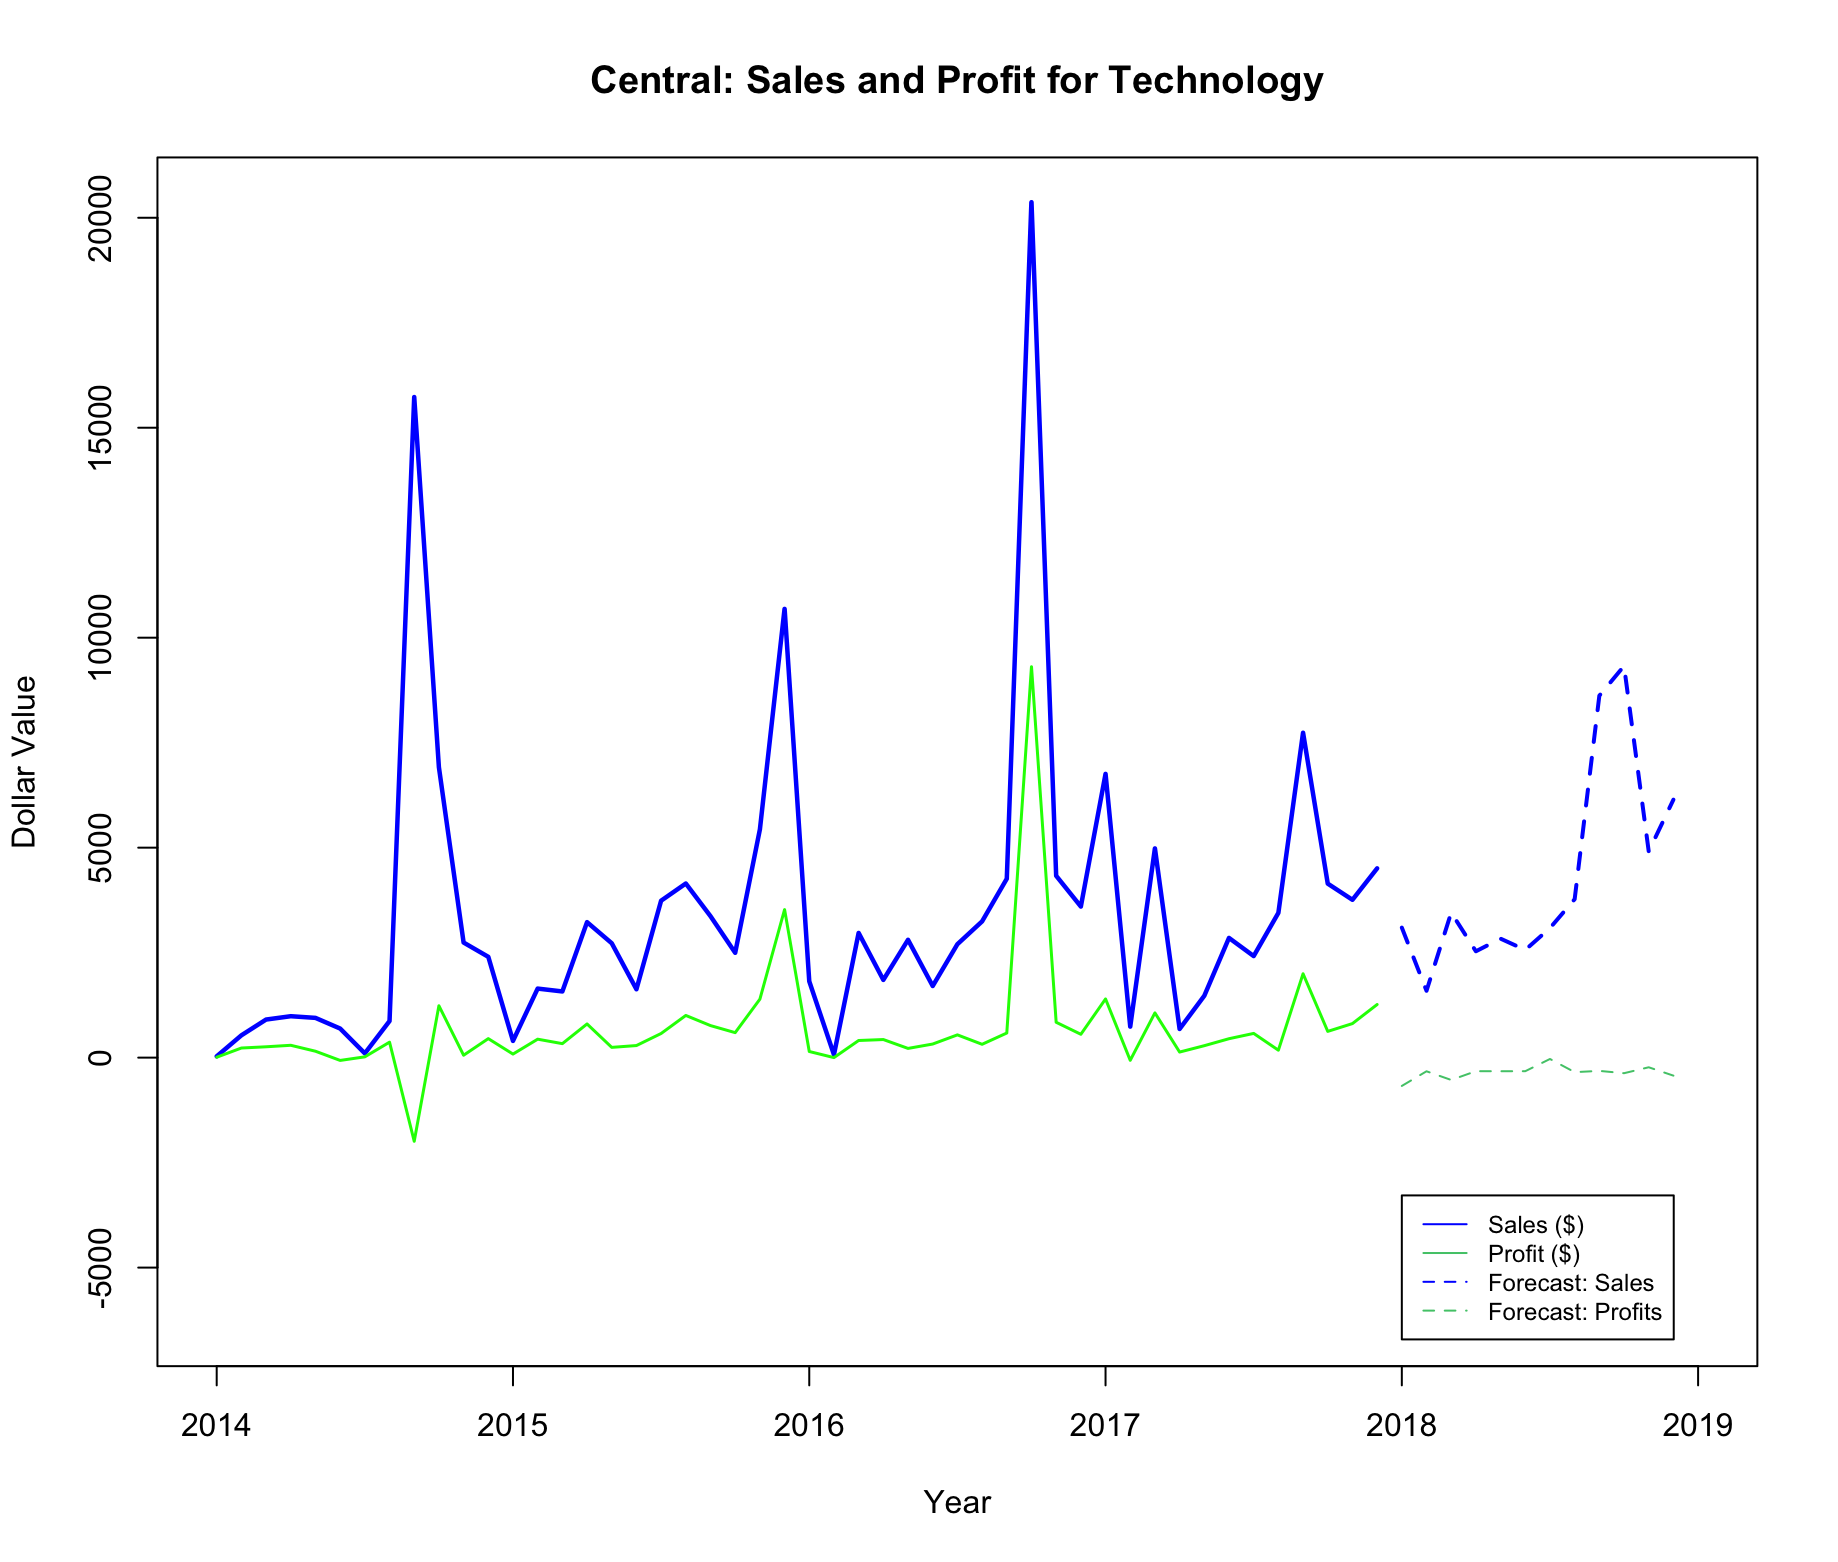 Central: Sales and Profit for Technology
Dollar Value
20000
15000
10000
5000
0
-5000
Sales ($)
Profit ($)
Forecast: Sales
Forecast: Profits
2014 2015 2016 2017 2018 2019
Year